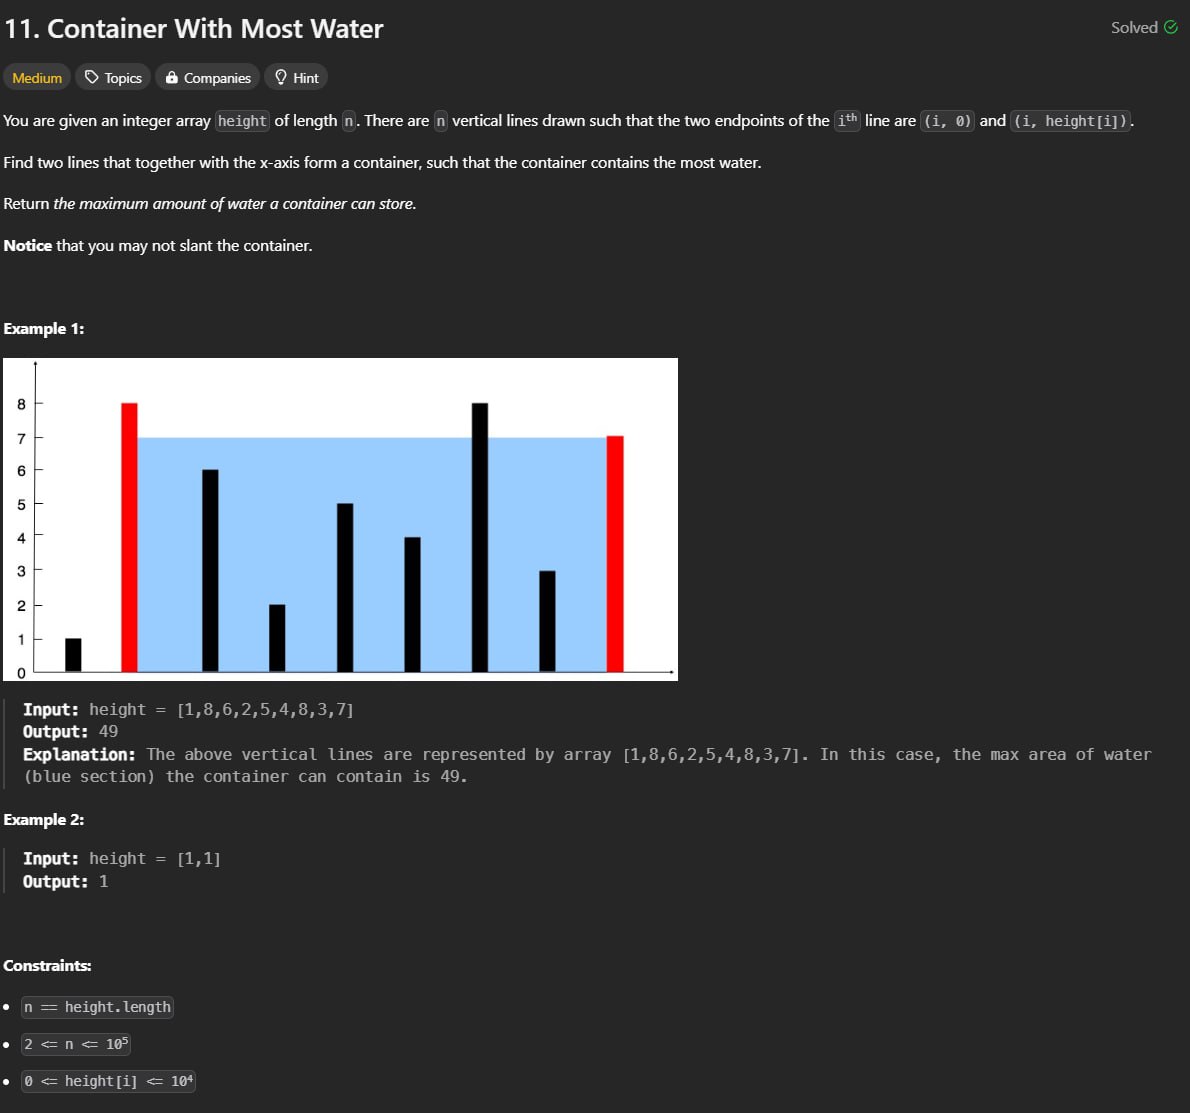 11. Container With Most Water
Solved
Medium Topics Companies Hint
You are given an integer array height of length n. There are n vertical lines drawn such that the two endpoints of the iᵗʰ line are (i, 0) and (i, height[i]).
Find two lines that together with the x-axis form a container, such that the container contains the most water.
Return the maximum amount of water a container can store.
Notice that you may not slant the container.
Example 1:
8
7
6
5
4
3
2
1
0
Input: height = [1,8,6,2,5,4,8,3,7]
Output: 49
Explanation: The above vertical lines are represented by array [1,8,6,2,5,4,8,3,7]. In this case, the max area of water
(blue section) the container can contain is 49.
Example 2:
Input: height = [1,1]
Output: 1
Constraints:
• n == height.length
• 2 <= n <= 10⁵
• 0 <= height[i] <= 10⁴